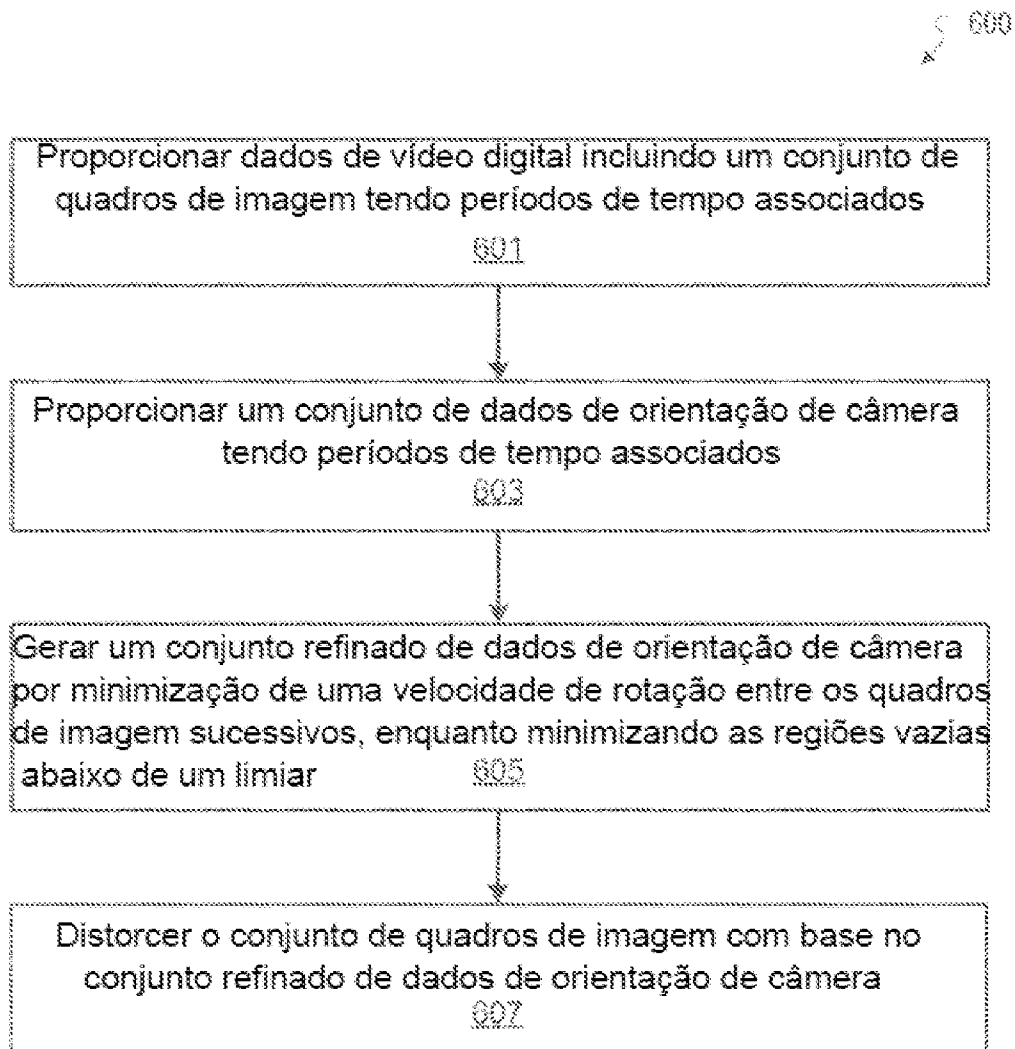 600
Proporcionar dados de vídeo digital incluindo um conjunto de
quadros de imagem tendo períodos de tempo associados
601
Proporcionar um conjunto de dados de orientação de câmera
tendo períodos de tempo associados
603
Gerar um conjunto refinado de dados de orientação de câmera
por minimização de uma velocidade de rotação entre os quadros
de imagem sucessivos, enquanto minimizando as regiões vazias
abaixo de um limiar 605
Distorcer o conjunto de quadros de imagem com base no
conjunto refinado de dados de orientação de câmera
607